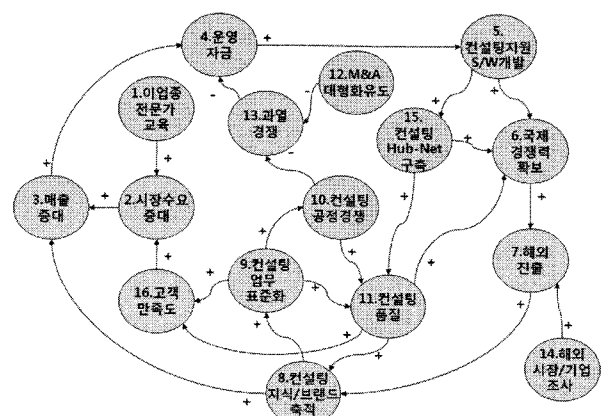 4.운영
자금
+
5.
컨설팅지원
S/W개발
1.이업종
전문가
교육
12.M&A
대형화유도
-
-
13.과열
경쟁
+
+
15.
컨설팅
Hub-Net
구축
+
6.국제
경쟁력
확보
+
+
-
3.매출
증대
+
2.시장수요
증대
10.컨설팅
공정경쟁
+
+
+
+
+
7.해외
진출
9.컨설팅
업무
표준화
+
+
16.고객
만족도
11.컨설팅
품질
+
+
+
+
+
8.컨설팅
지식/브랜드
축적
+
14.해외
시장/기업
조사